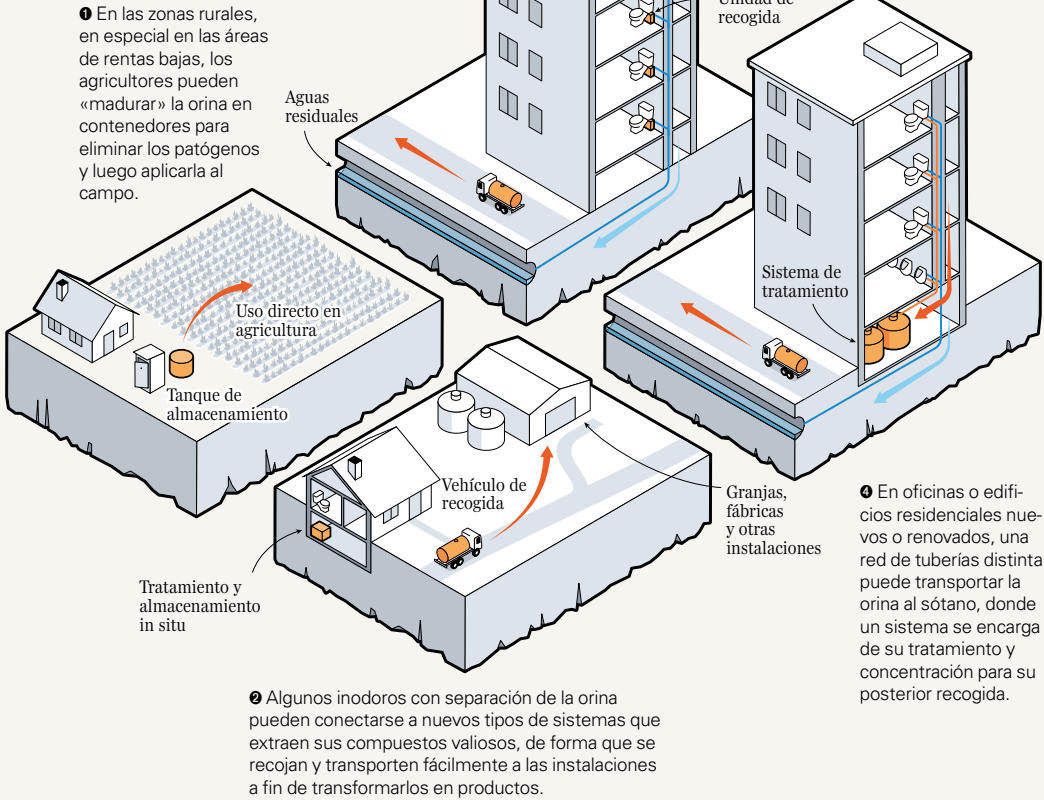 ❶ En las zonas rurales,
en especial en las áreas
de rentas bajas, los
agricultores pueden
«madurar» la orina en
contenedores para
eliminar los patógenos
y luego aplicarla al
campo.
Unidad de
recogida
Aguas
residuales
Sistema de
tratamiento
Uso directo en
agricultura
Tanque de
almacenamiento
Vehículo de
recogida
Granjas,
fábricas
y otras
instalaciones
Tratamiento y
almacenamiento
in situ
❹ En oficinas o edifi-
cios residenciales nue-
vos o renovados, una
red de tuberías distinta
puede transportar la
orina al sótano, donde
un sistema se encarga
de su tratamiento y
concentración para su
posterior recogida.
❷ Algunos inodoros con separación de la orina
pueden conectarse a nuevos tipos de sistemas que
extraen sus compuestos valiosos, de forma que se
recojan y transporten fácilmente a las instalaciones
a fin de transformarlos en productos.